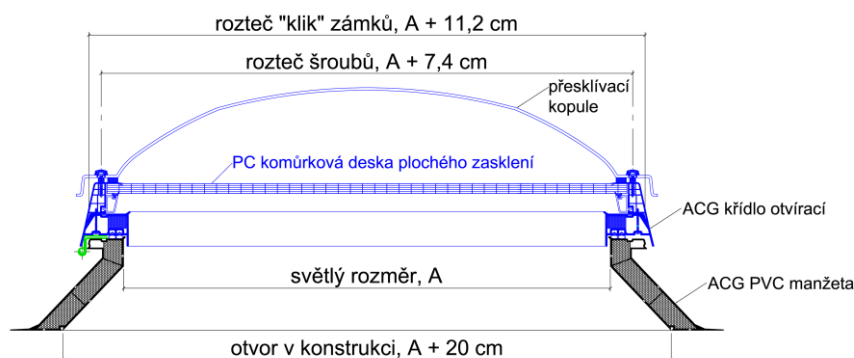 rozteč "klik" zámků, A + 11,2 cm
rozteč šroubů, A + 7,4 cm
přesklívací
kopule
PC komůrková deska plochého zasklení
ACG křídlo otvírací
světlý rozměr, A
ACG PVC manžeta
otvor v konstrukci, A + 20 cm